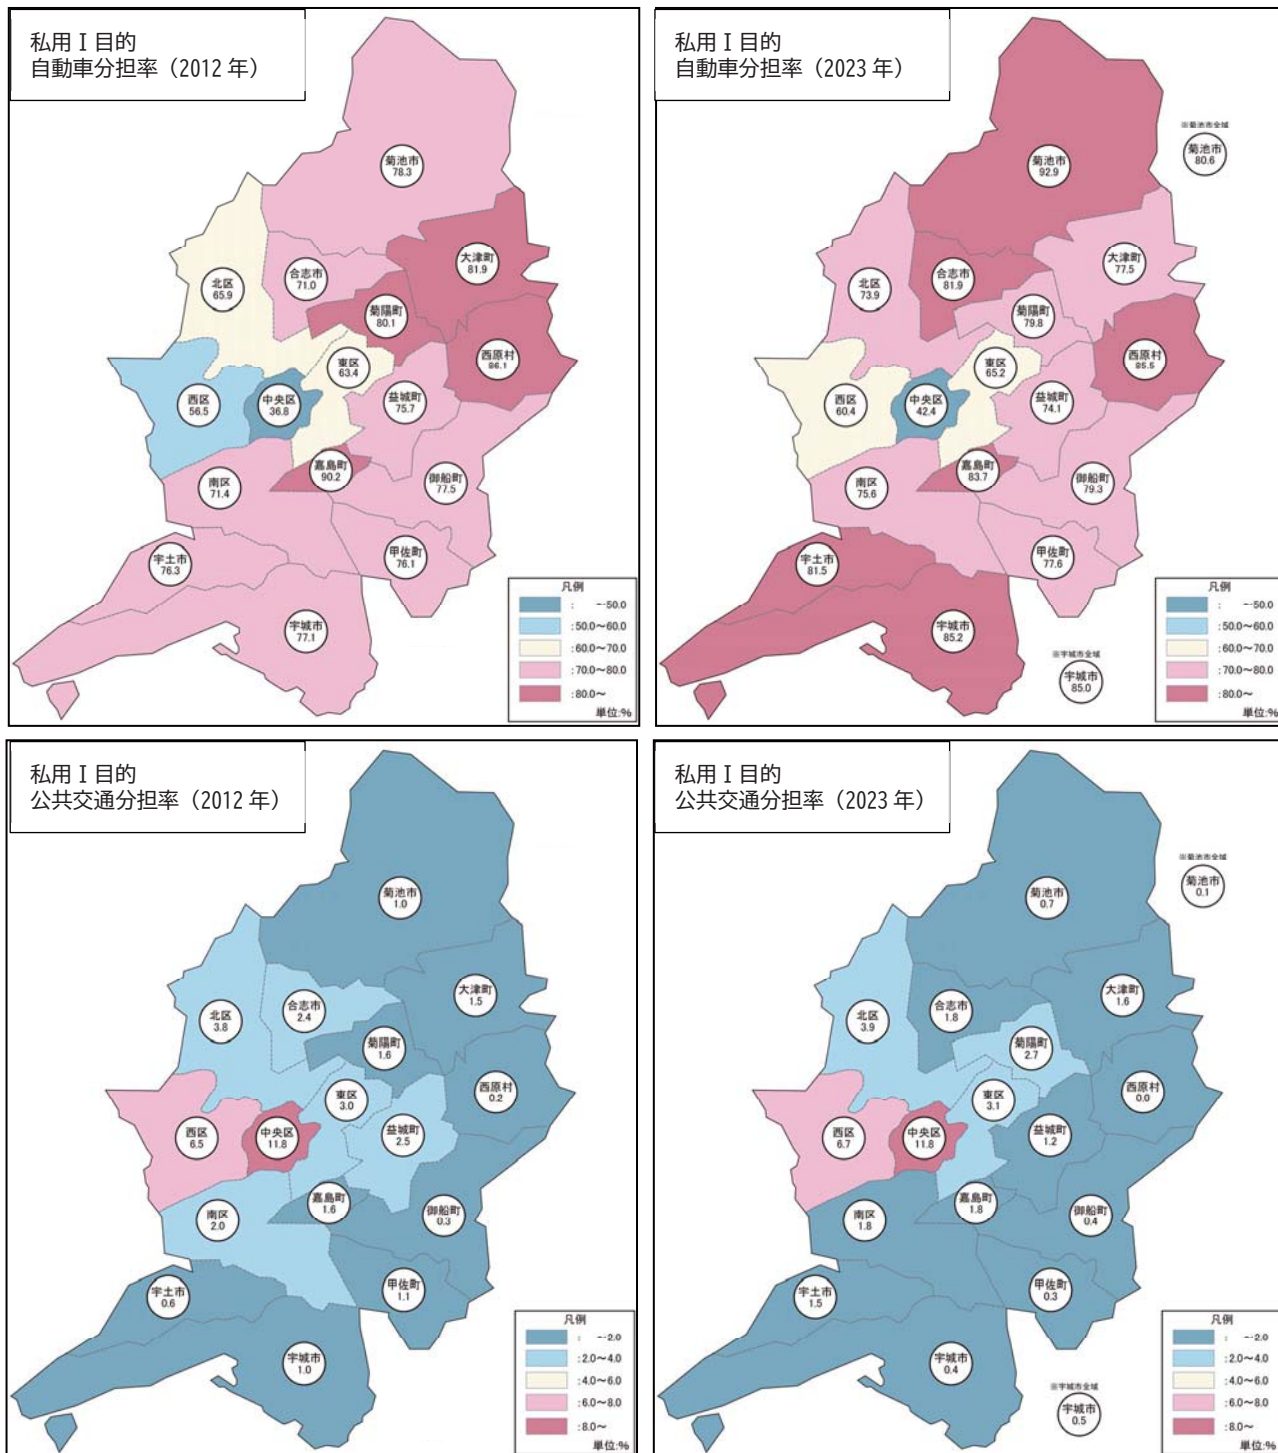 私用Ⅰ目的
自動車分担率（2012年）
菊池市
78.3
大津町
81.9
合志市
71.0
北区
65.9
菊陽町
80.1
西原村
86.1
東区
63.4
西区
56.5
中央区
36.8
益城町
75.7
嘉島町
90.2
南区
71.4
御船町
77.5
甲佐町
76.1
宇土市
76.3
宇城市
77.1
凡例
: ~50.0
:50.0～60.0
:60.0～70.0
:70.0～80.0
:80.0～
単位:%
私用Ⅰ目的
自動車分担率（2023年）
※菊池市全域
菊池市
80.6
菊池市
92.9
大津町
77.5
合志市
81.9
北区
73.9
菊陽町
79.8
西原村
85.5
東区
65.2
西区
60.4
中央区
42.4
益城町
74.1
嘉島町
83.7
南区
75.6
御船町
79.3
甲佐町
77.6
宇土市
81.5
宇城市
85.2
※宇城市全域
宇城市
85.0
凡例
: ~50.0
:50.0～60.0
:60.0～70.0
:70.0～80.0
:80.0～
単位:%
私用Ⅰ目的
公共交通分担率（2012年）
菊池市
1.0
大津町
1.5
合志市
2.4
北区
3.8
菊陽町
1.6
西原村
0.2
東区
3.0
西区
6.5
中央区
11.8
益城町
2.5
嘉島町
1.6
南区
2.0
御船町
0.3
甲佐町
1.1
宇土市
0.6
宇城市
1.0
凡例
: ~2.0
:2.0～4.0
:4.0～6.0
:6.0～8.0
:8.0～
単位:%
私用Ⅰ目的
公共交通分担率（2023年）
※菊池市全域
菊池市
0.1
菊池市
0.7
大津町
1.6
合志市
1.8
北区
3.9
菊陽町
2.7
西原村
0.0
東区
3.1
西区
6.7
中央区
11.8
益城町
1.2
嘉島町
1.8
南区
1.8
御船町
0.4
甲佐町
0.3
宇土市
1.5
宇城市
0.4
※宇城市全域
宇城市
0.5
凡例
: ~2.0
:2.0～4.0
:4.0～6.0
:6.0～8.0
:8.0～
単位:%